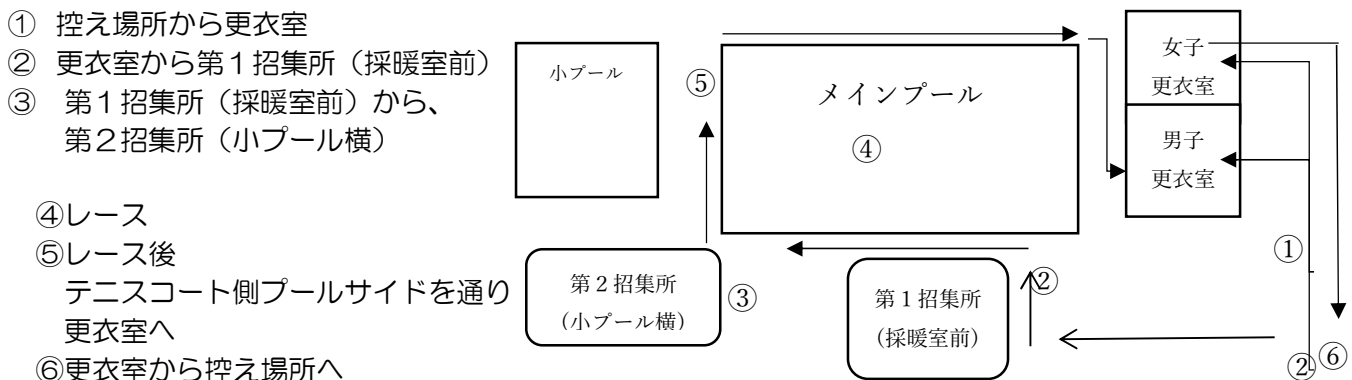 ① 控え場所から更衣室
② 更衣室から第１招集所（採暖室前）
③ 第１招集所（採暖室前）から、
第２招集所（小プール横）
④レース
⑤レース後
テニスコート側プールサイドを通り
更衣室へ
⑥更衣室から控え場所へ
小プール
⑤
メインプール
④
女子
更衣室
男子
更衣室
①
第２招集所
（小プール横）
③
第１招集所
（採暖室前）
②
②
⑥